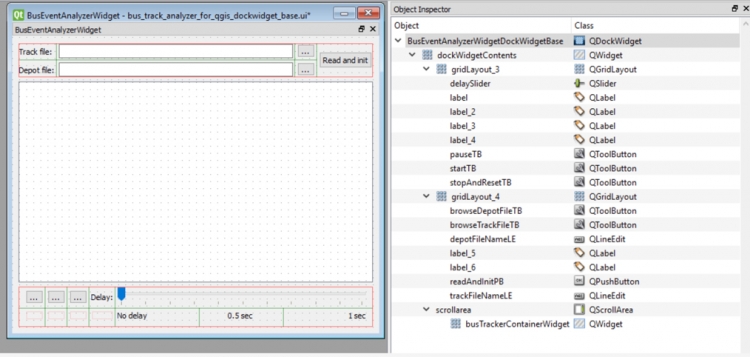 BusEventAnalyzerWidget - bus_track_analyzer_for_qgis_dockwidget_base.ui*
BusEventAnalyzerWidget
Track file:
...
Read and init
Depot file:
...
... ... ... Delay:
No delay 0.5 sec 1 sec
Object Inspector
Object Class
BusEventAnalyzerWidgetDockWidgetBase QDockWidget
dockWidgetContents QWidget
gridLayout_3 QGridLayout
delaySlider QSlider
label QLabel
label_2 QLabel
label_3 QLabel
label_4 QLabel
pauseTB QToolButton
startTB QToolButton
stopAndResetTB QToolButton
gridLayout_4 QGridLayout
browseDepotFileTB QToolButton
browseTrackFileTB QToolButton
depotFileNameLE QLineEdit
label_5 QLabel
label_6 QLabel
readAndInitPB QPushButton
trackFileNameLE QLineEdit
scrollarea QScrollArea
busTrackerContainerWidget QWidget